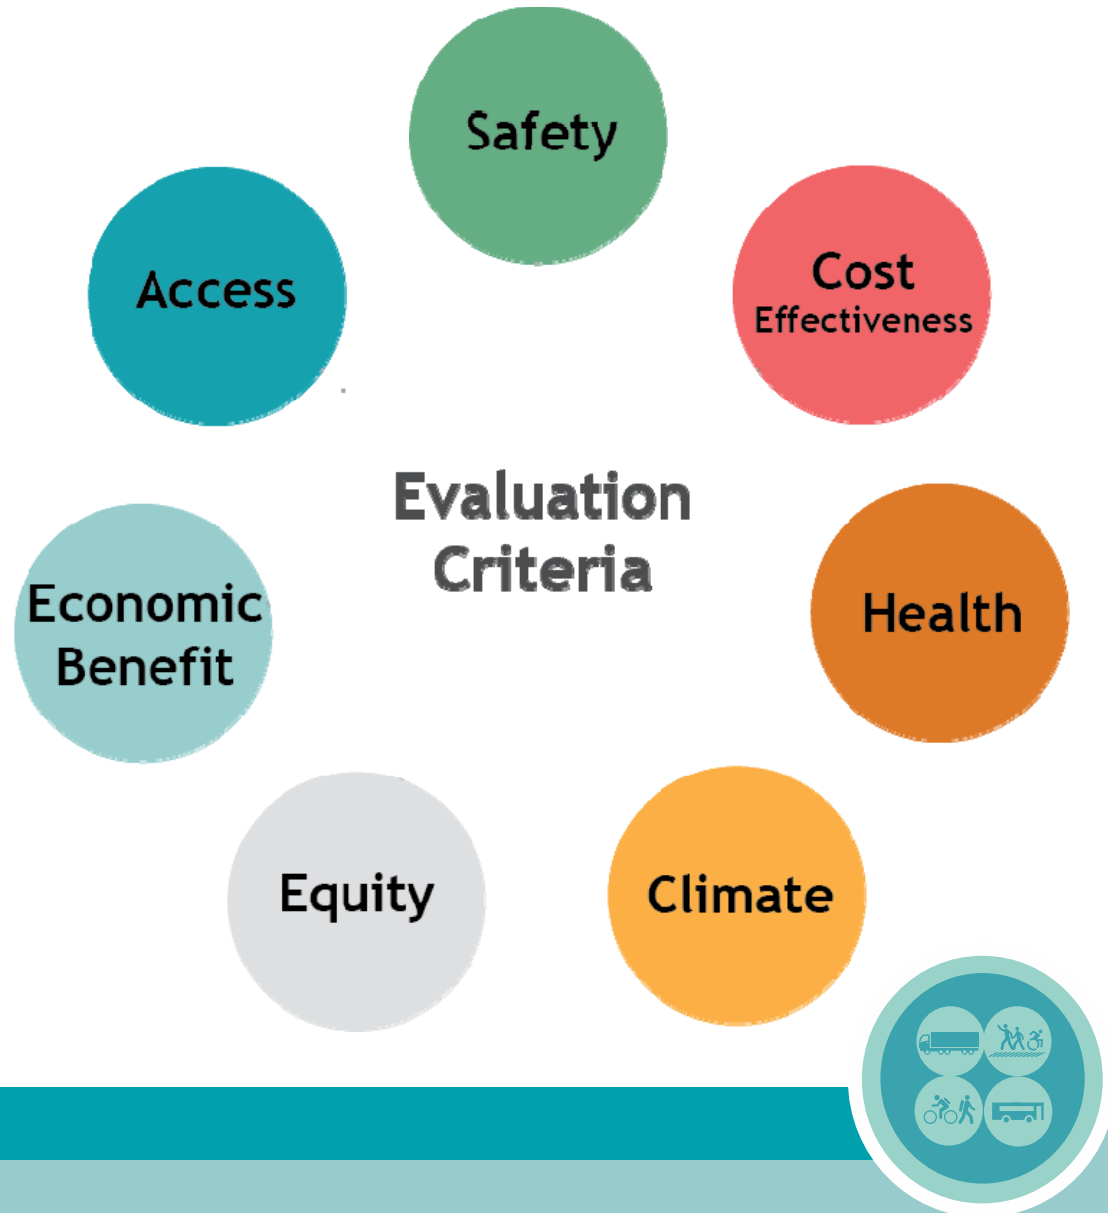 Safety
Access
Cost
Effectiveness
Evaluation
Criteria
Economic
Benefit
Health
Equity
Climate